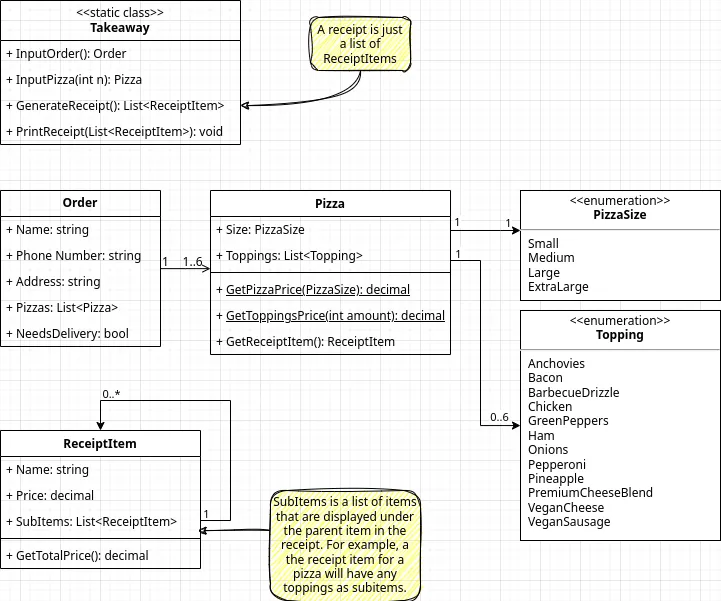 <<static class>>
Takeaway
+ InputOrder(): Order
+ InputPizza(int n): Pizza
+ GenerateReceipt(): List<ReceiptItem>
+ PrintReceipt(List<ReceiptItem>): void
A receipt is just
a list of
ReceiptItems
Order
+ Name: string
+ Phone Number: string
+ Address: string
+ Pizzas: List<Pizza>
+ NeedsDelivery: bool
1
1..6
Pizza
+ Size: PizzaSize
+ Toppings: List<Topping>
+ GetPizzaPrice(PizzaSize): decimal
+ GetToppingsPrice(int amount): decimal
+ GetReceiptItem(): ReceiptItem
1
1
1
0..6
<<enumeration>>
PizzaSize
Small
Medium
Large
ExtraLarge
<<enumeration>>
Topping
Anchovies
Bacon
BarbecueDrizzle
Chicken
GreenPeppers
Ham
Onions
Pepperoni
Pineapple
PremiumCheeseBlend
VeganCheese
VeganSausage
0..*
ReceiptItem
+ Name: string
+ Price: decimal
+ SubItems: List<ReceiptItem>
+ GetTotalPrice(): decimal
1
SubItems is a list of items
that are displayed under
the parent item in the
receipt. For example, a
the receipt item for a
pizza will have any
toppings as subitems.